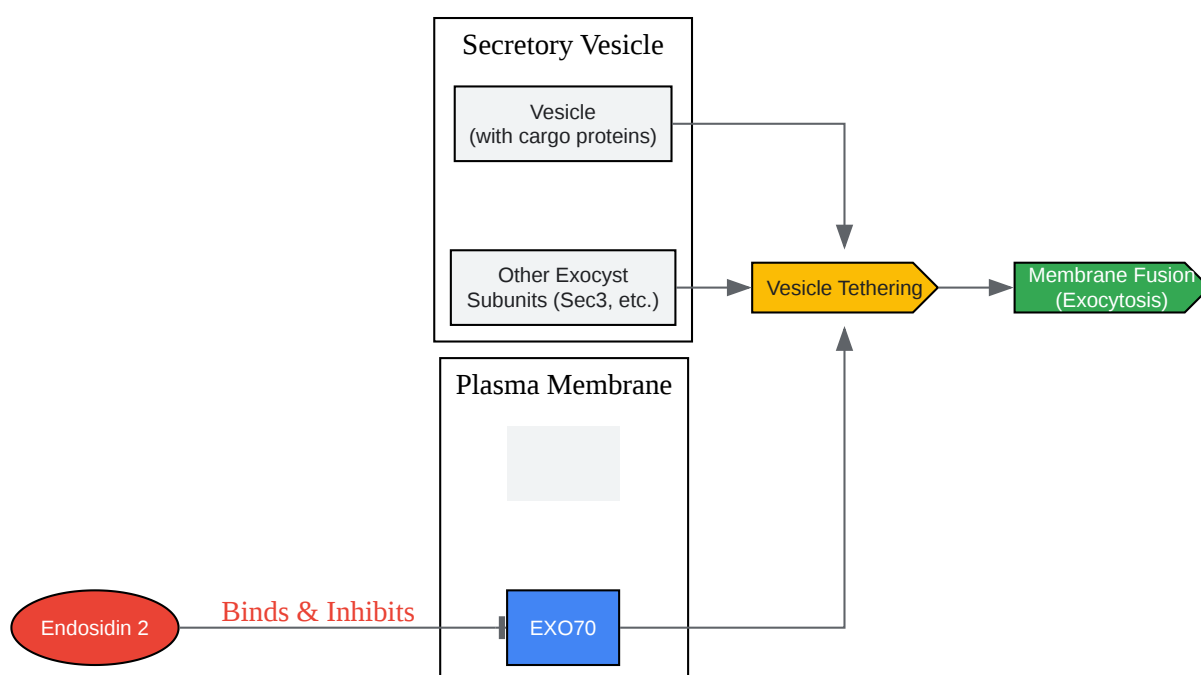 Secretory Vesicle
Vesicle
(with cargo proteins)
Other Exocyst
Subunits (Sec3, etc.)
Vesicle Tethering
Membrane Fusion
(Exocytosis)
Plasma Membrane
Endosidin 2
Binds & Inhibits
EXO70